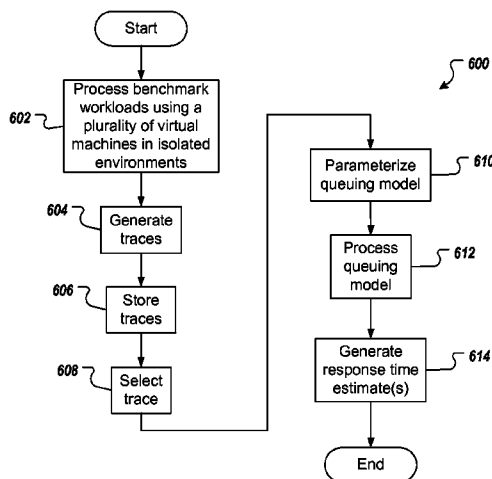 Start
600
602
Process benchmark
workloads using a
plurality of virtual
machines in isolated
environments
604
Generate
traces
606
Store
traces
608
Select
trace
Parameterize
queuing model
610
Process
queuing
model
612
Generate
response time
estimate(s)
614
End